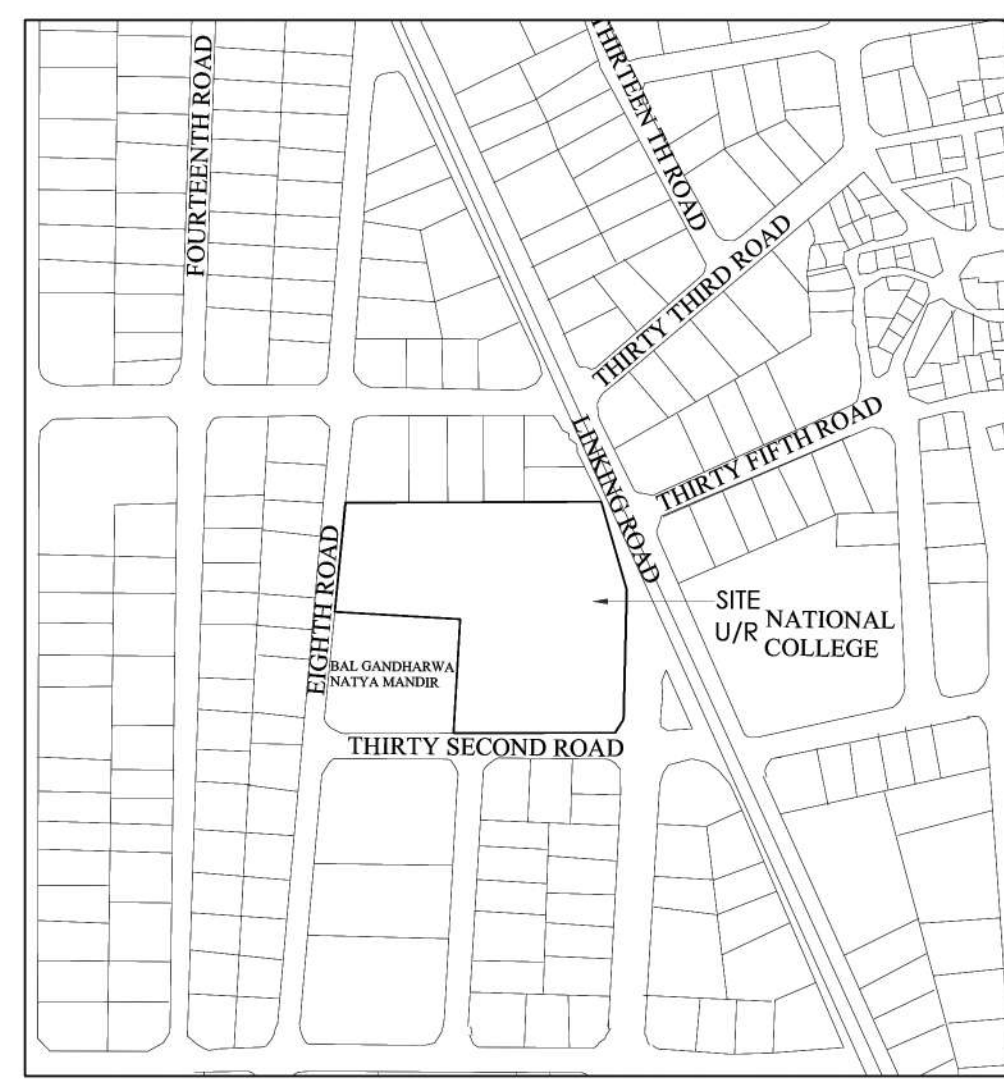 FOURTEENTH ROAD
THIRTEEN TH ROAD
THIRTY THIRD ROAD
LINKING ROAD
THIRTY FIFTH ROAD
EIGHTH ROAD
SITE
U/R
NATIONAL
COLLEGE
BAL GANDHARWA
NATYA MANDIR
THIRTY SECOND ROAD